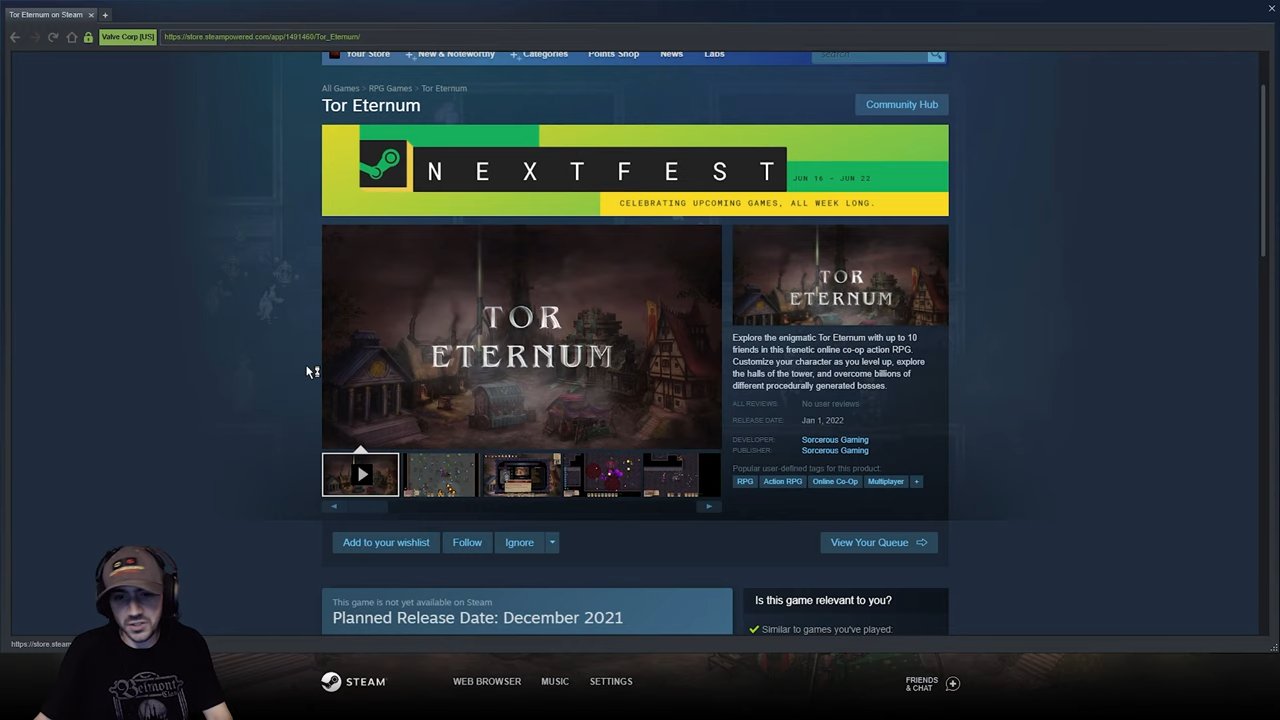 Tor Eternum on Steam
Valve Corp [US]
https://store.steampowered.com/app/1491460/Tor_Eternum/
Your Store
New & Noteworthy
Categories
Points Shop
News
Labs
search
All Games > RPG Games > Tor Eternum
Tor Eternum
Community Hub
NEXT FEST
JUN 16 - JUN 22
CELEBRATING UPCOMING GAMES, ALL WEEK LONG.
TOR
ETERNUM
TOR
ETERNUM
Explore the enigmatic Tor Eternum with up to 10
friends in this frenetic online co-op action RPG.
Customize your character as you level up, explore
the halls of the tower, and overcome billions of
different procedurally generated bosses.
ALL REVIEWS: No user reviews
RELEASE DATE: Jan 1, 2022
DEVELOPER: Sorcerous Gaming
PUBLISHER: Sorcerous Gaming
Popular user-defined tags for this product:
RPG Action RPG Online Co-Op Multiplayer +
Add to your wishlist
Follow
Ignore
View Your Queue
This game is not yet available on Steam
Planned Release Date: December 2021
Is this game relevant to you?
Similar to games you've played:
https://store.steam
Belmont
STEAM
WEB BROWSER
MUSIC
SETTINGS
FRIENDS
& CHAT